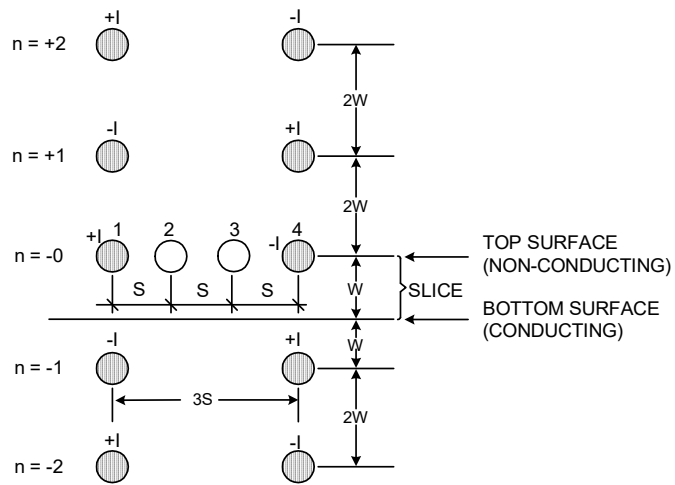 +I -I
n = +2
2W
-I +I
n = +1
2W
+I 1 2 3 -I 4
n = -0
TOP SURFACE
(NON-CONDUCTING)
S S S W SLICE
BOTTOM SURFACE
(CONDUCTING)
-I +I W
n = -1
3S
2W
+I -I
n = -2